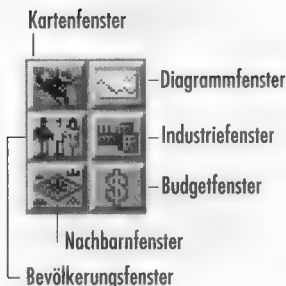 Kartenfenster
Diagrammfenster
Industriefenster
$
Budgetfenster
Nachbarnfenster
Bevölkerungsfenster